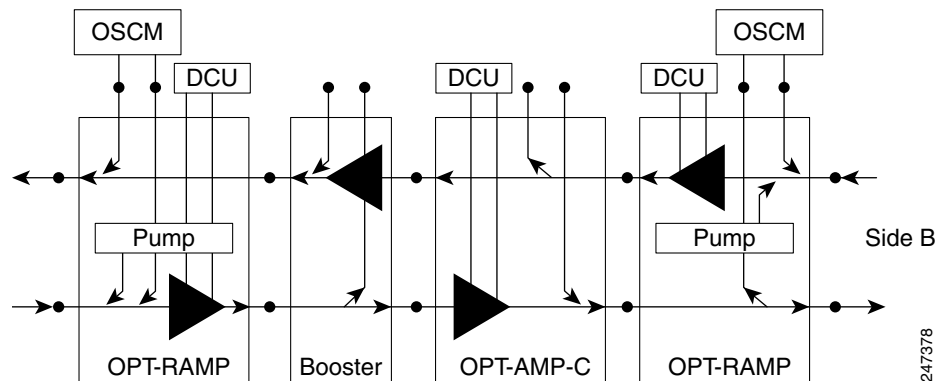 OSCM
OSCM
DCU
DCU
DCU
Pump
Pump
Side B
OPT-RAMP
Booster
OPT-AMP-C
OPT-RAMP
247378